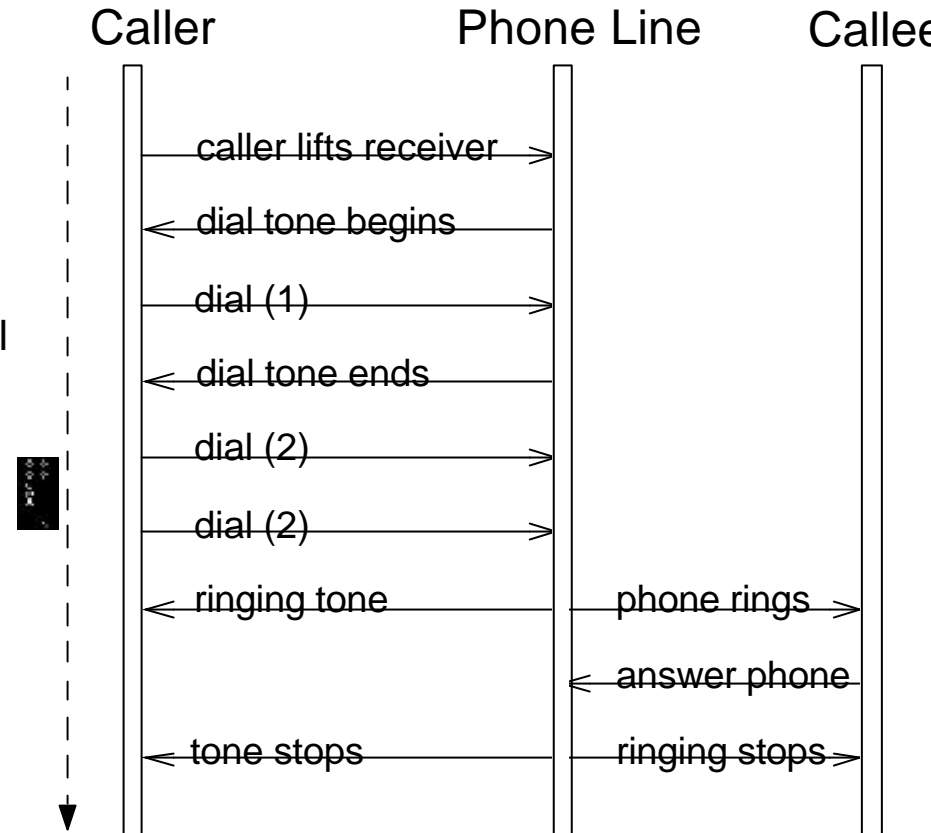 Caller Phone Line Callee
caller lifts receiver
dial tone begins
dial (1)
l
dial tone ends
dial (2)
dial (2)
ringing tone phone rings
answer phone
tone stops ringing stops